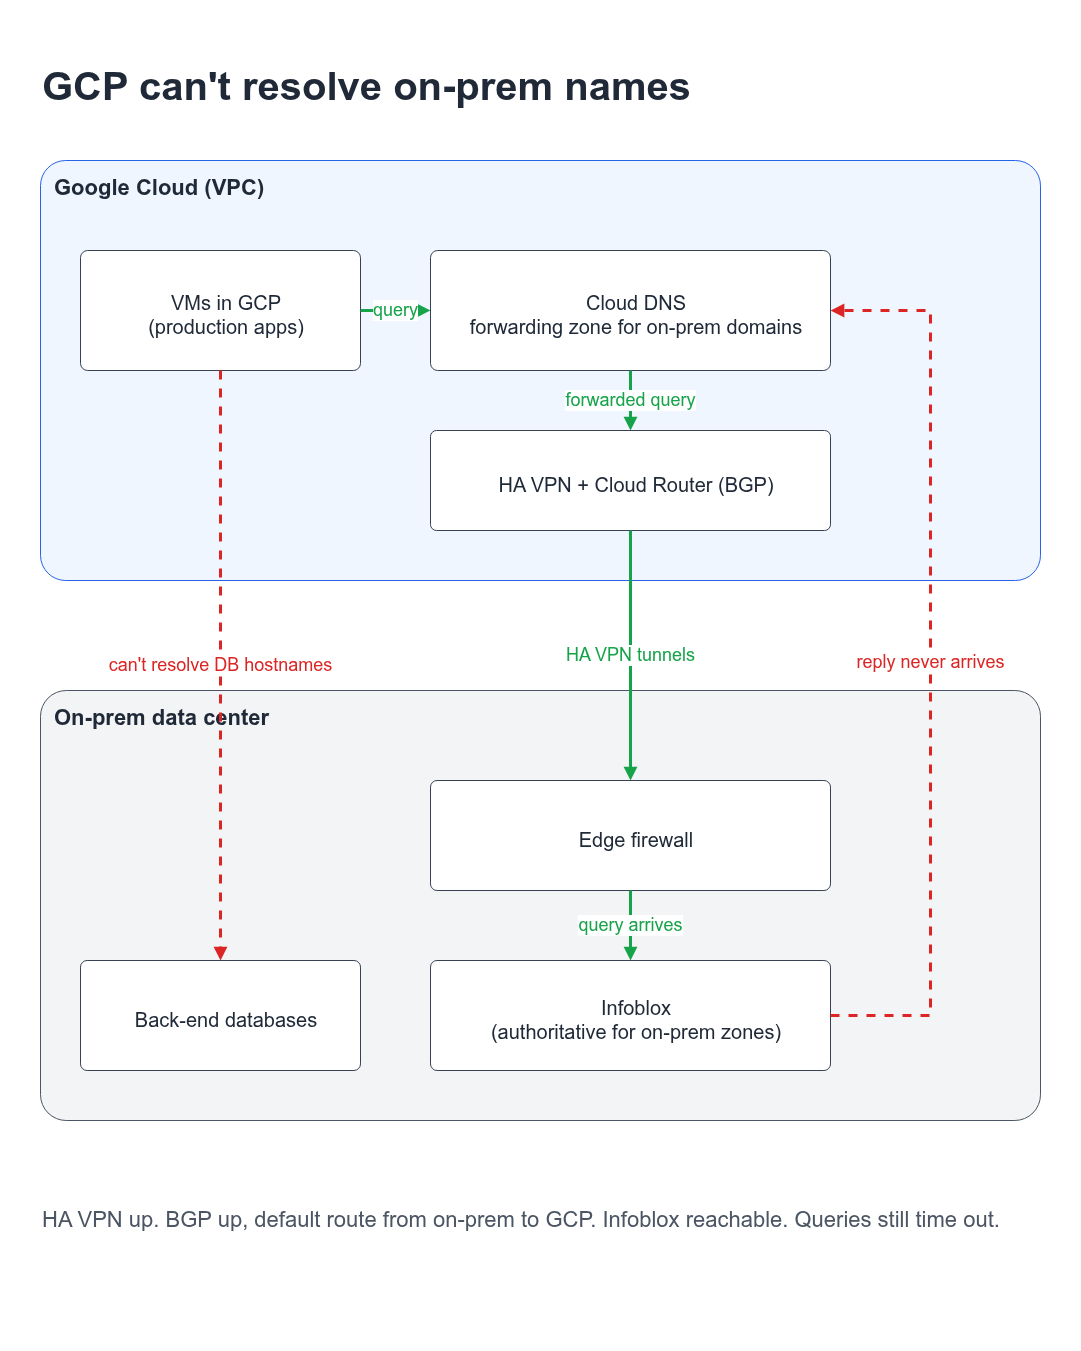 GCP can't resolve on-prem names
Google Cloud (VPC)
VMs in GCP
(production apps)
query
Cloud DNS
forwarding zone for on-prem domains
forwarded query
HA VPN + Cloud Router (BGP)
can't resolve DB hostnames
HA VPN tunnels
reply never arrives
On-prem data center
Edge firewall
query arrives
Back-end databases
Infoblox
(authoritative for on-prem zones)
HA VPN up. BGP up, default route from on-prem to GCP. Infoblox reachable. Queries still time out.